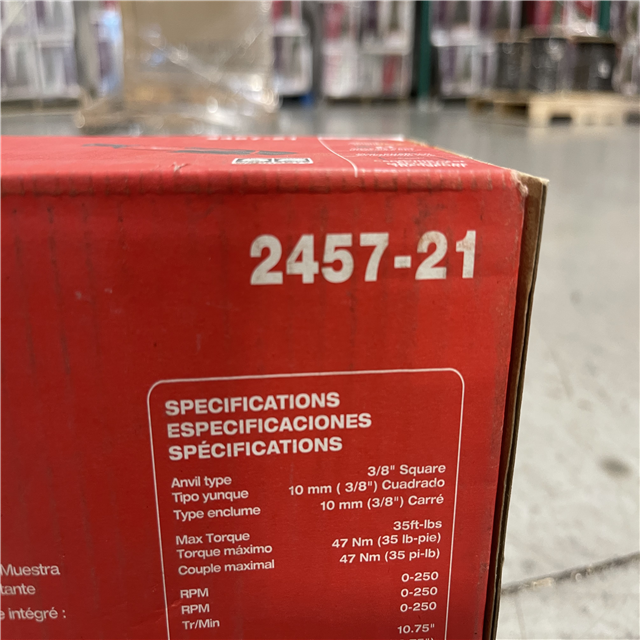 2457-21
SPECIFICATIONS
ESPECIFICACIONES
SPÉCIFICATIONS
Anvil type 3/8" Square
Tipo yunque 10 mm ( 3/8") Cuadrado
Type enclume 10 mm (3/8") Carré
Max Torque 35ft-lbs
Torque máximo 47 Nm (35 lb-pie)
Couple maximal 47 Nm (35 pi-lb)
RPM 0-250
RPM 0-250
Tr/Min 0-250
10.75"
Muestra
tante
e intégré :